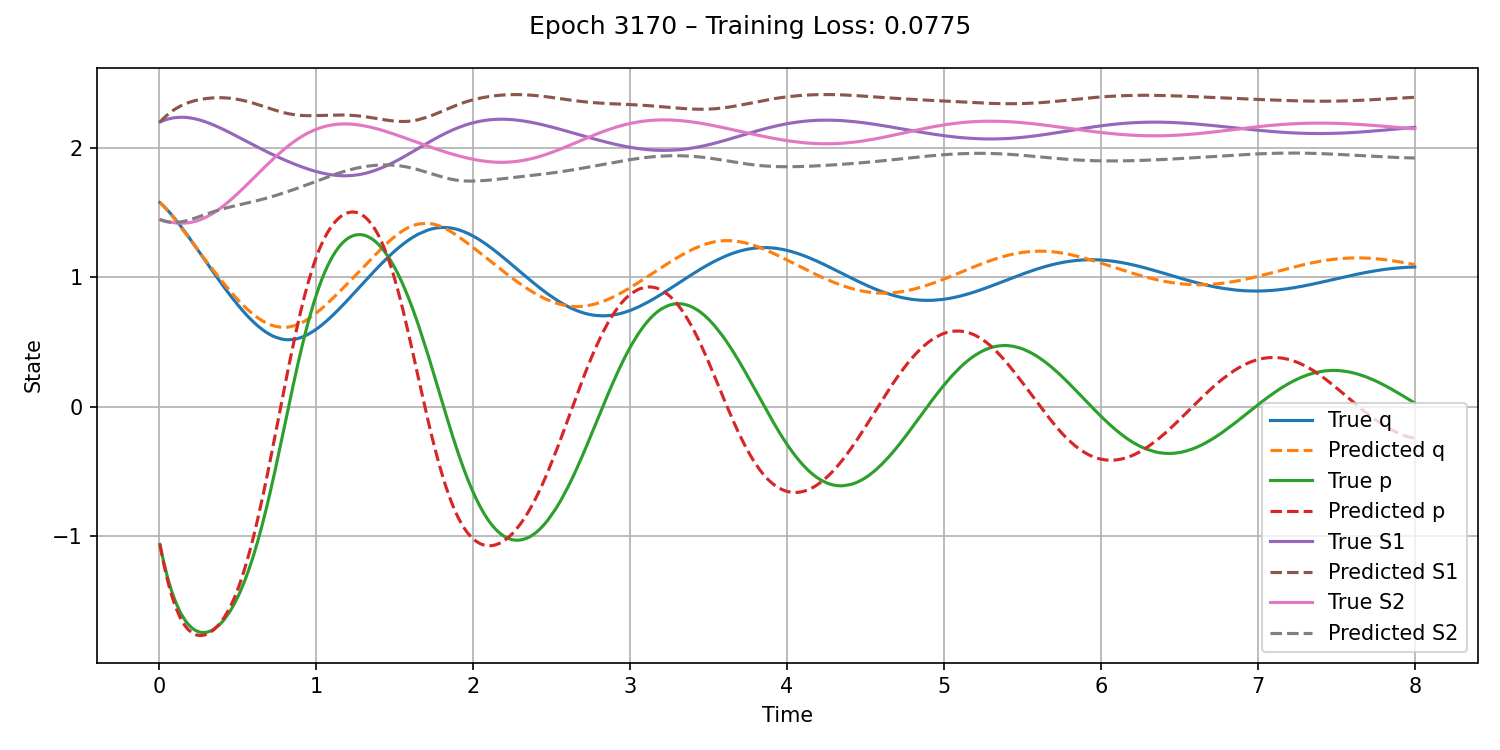 Epoch 3170 – Training Loss: 0.0775
State
2
1
0
−1
True q
Predicted q
True p
Predicted p
True S1
Predicted S1
True S2
Predicted S2
0 1 2 3 4 5 6 7 8
Time